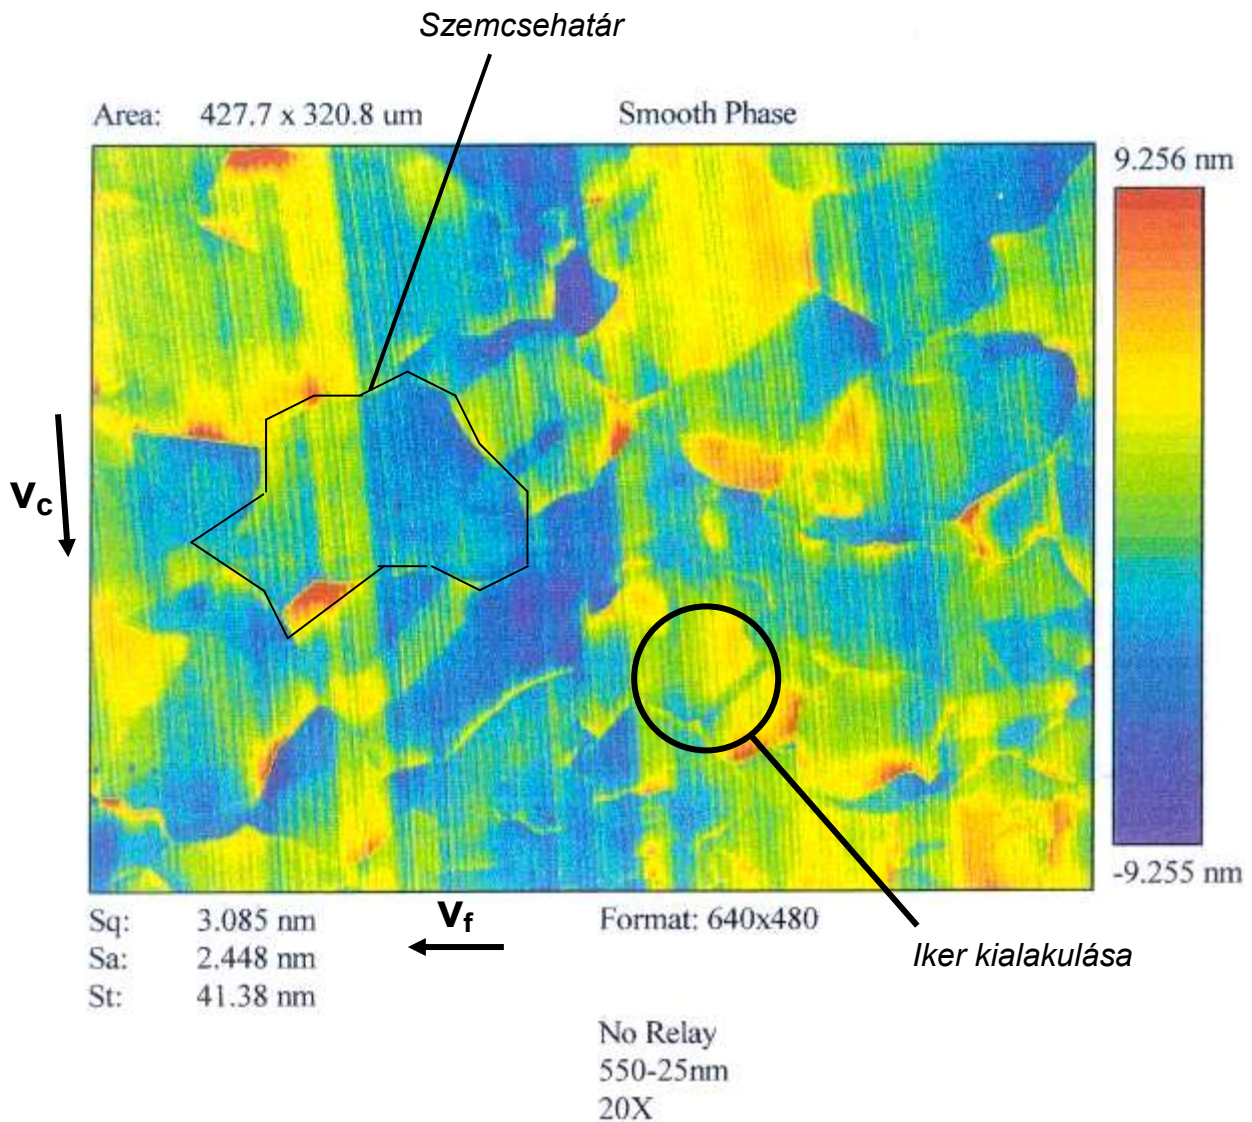 Szemcsehatár
Area: 427.7 x 320.8 um
Smooth Phase
9.256 nm
vc
-9.255 nm
Sq: 3.085 nm
vf
Format: 640x480
Sa: 2.448 nm
Iker kialakulása
St: 41.38 nm
No Relay
550-25nm
20X